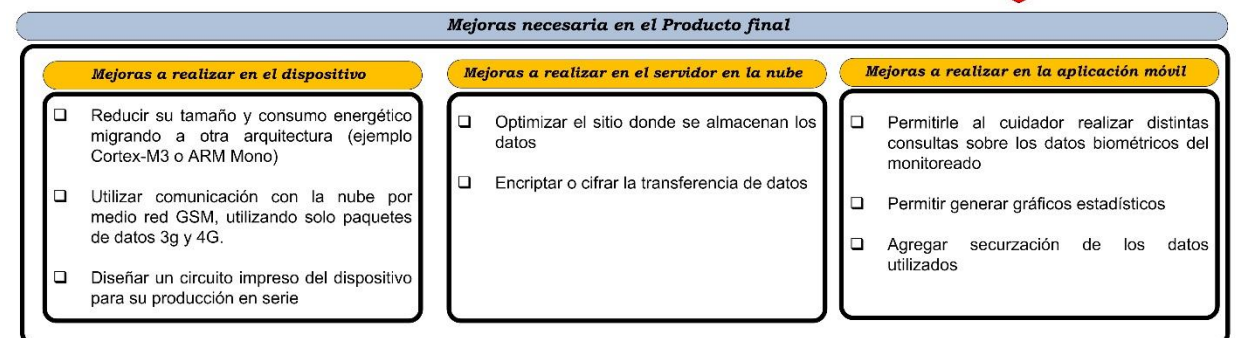 Mejoras necesaria en el Producto final
Mejoras a realizar en el dispositivo
Reducir su tamaño y consumo energético
migrando a otra arquitectura (ejemplo
Cortex-M3 o ARM Mono)
Utilizar comunicación con la nube por
medio red GSM, utilizando solo paquetes
de datos 3g y 4G.
Diseñar un circuito impreso del dispositivo
para su producción en serie
Mejoras a realizar en el servidor en la nube
Optimizar el sitio donde se almacenan los
datos
Encriptar o cifrar la transferencia de datos
Mejoras a realizar en la aplicación móvil
Permitirle al cuidador realizar distintas
consultas sobre los datos biométricos del
monitoreado
Permitir generar gráficos estadísticos
Agregar securzación de los datos
utilizados